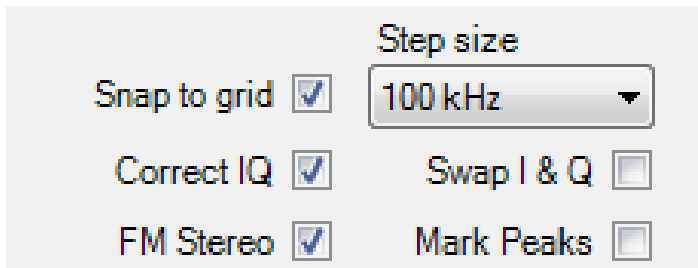 Step size
Snap to grid 100 kHz
Correct IQ Swap I & Q
FM Stereo Mark Peaks